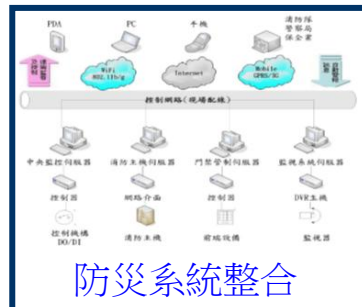 PDA
PC
手機
消防隊
警察局
保全業
WiFi
802.11b/g
Internet
Mobile
GPRS/3G
控制網路(現場配線)
中央監控伺服器
消防主機伺服器
門禁管制伺服器
監視系統伺服器
控制器
網路介面
控制器
DVR主機
控制機構
DO/DI
消防主機
前端設備
監視器
防災系統整合